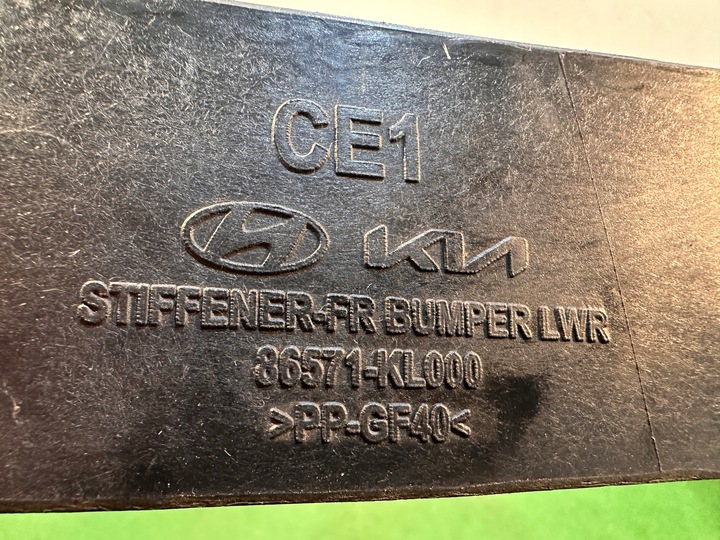 CE1
KIA
STIFFENER-FR BUMPER LWR
86571-KL000
>PP-GF40<